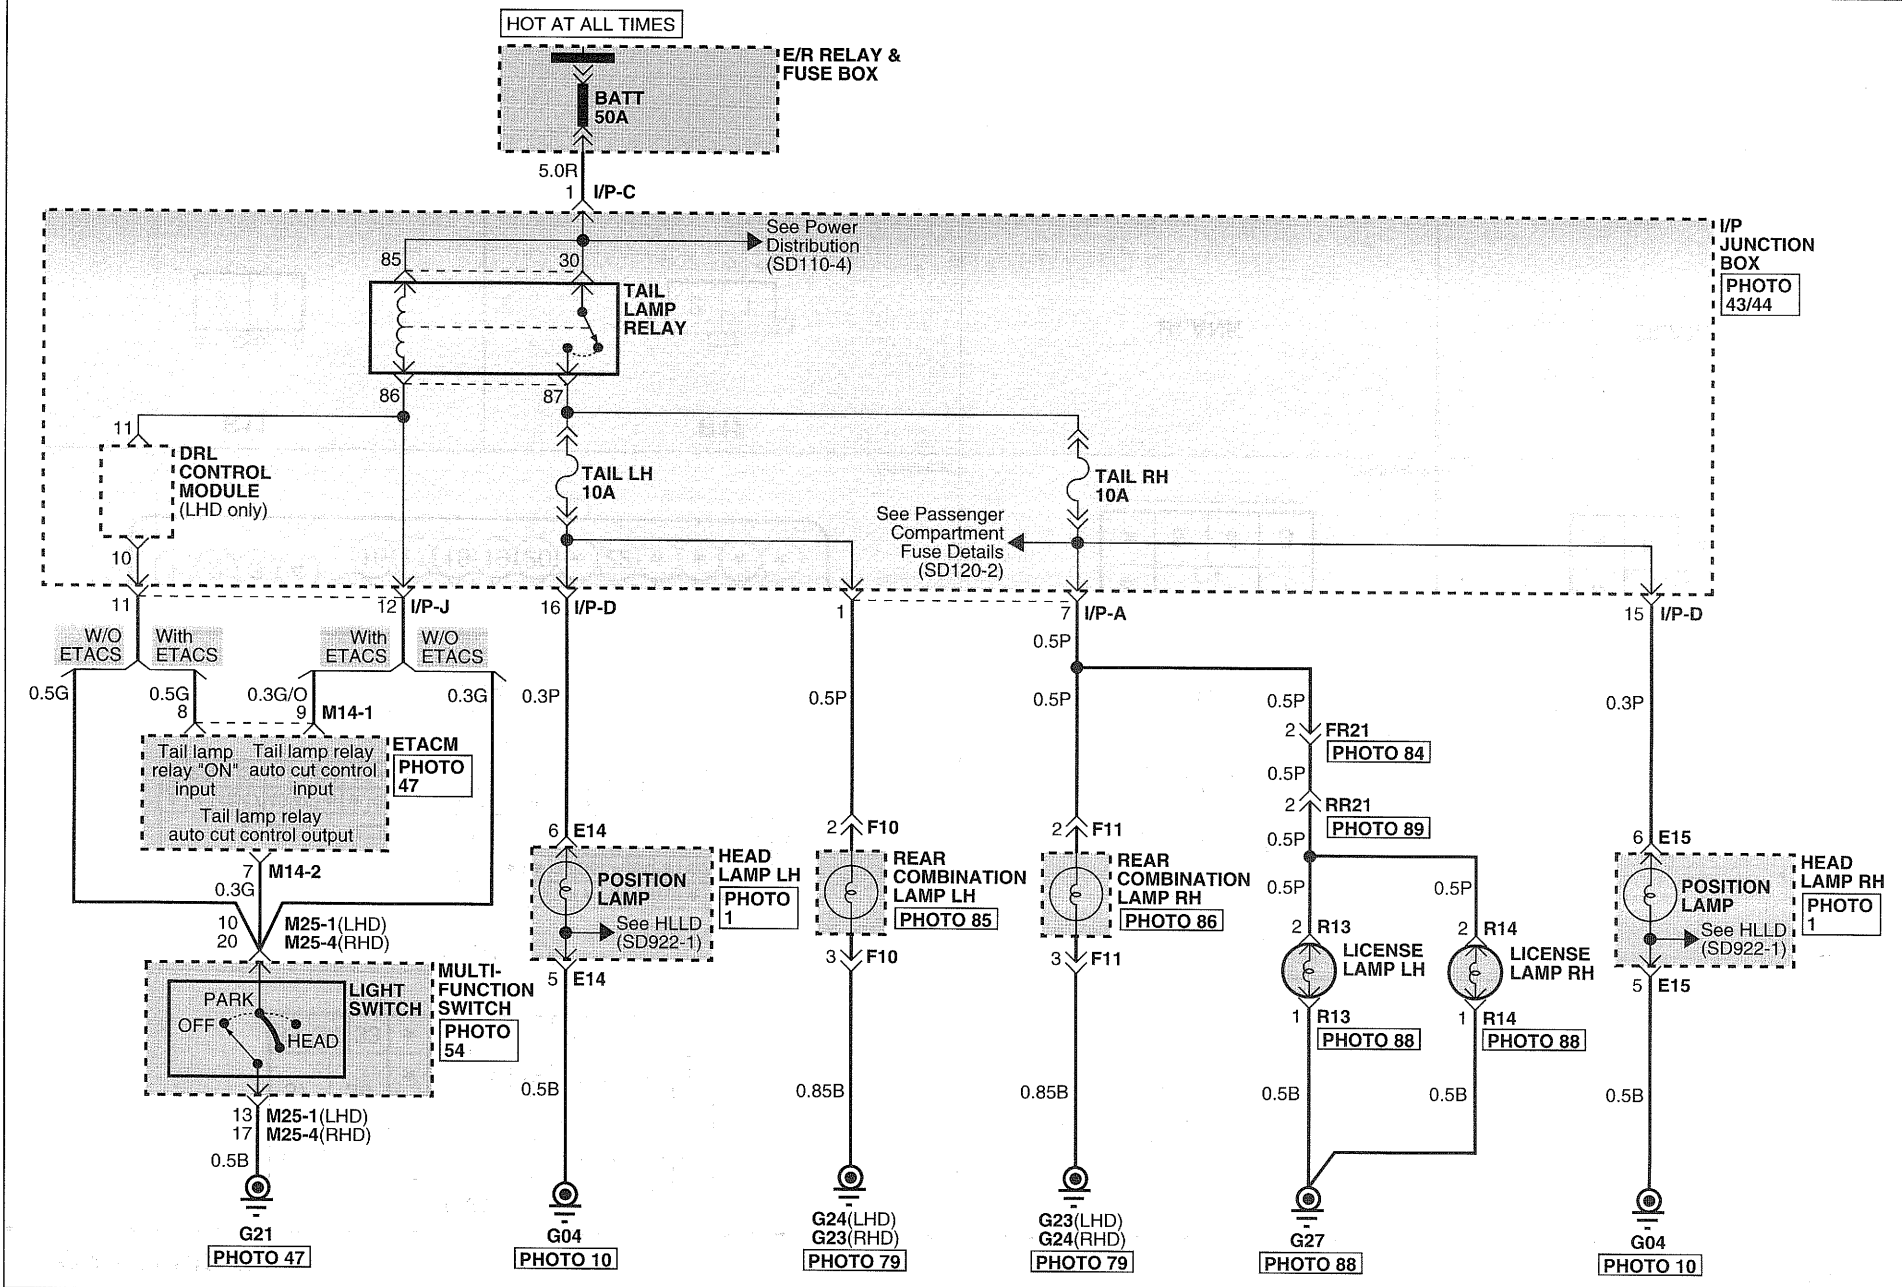 HOT AT ALL TIMES
E/R RELAY &
FUSE BOX
BATT
50A
5.0R
1 I/P-C
See Power
Distribution
(SD110-4)
I/P
JUNCTION
BOX
PHOTO
43/44
85
30
TAIL
LAMP
RELAY
86
87
11
DRL
CONTROL
MODULE
(LHD only)
10
TAIL LH
10A
TAIL RH
10A
See Passenger
Compartment
Fuse Details
(SD120-2)
11
12 I/P-J
16 I/P-D
1
7 I/P-A
15 I/P-D
W/O
ETACS
With
ETACS
With
ETACS
W/O
ETACS
0.5P
0.5G
0.5G
0.3G/O
0.3G
0.3P
0.5P
0.5P
0.5P
0.3P
8
9 M14-1
2 FR21
PHOTO 84
ETACM
PHOTO
47
Tail lamp
relay "ON"
input
Tail lamp relay
auto cut control
input
Tail lamp relay
auto cut control output
0.5P
2 RR21
PHOTO 89
0.5P
7 M14-2
0.3G
10 M25-1(LHD)
20 M25-4(RHD)
6 E14
HEAD
LAMP LH
PHOTO
1
POSITION
LAMP
See HLLD
(SD922-1)
5 E14
2 F10
REAR
COMBINATION
LAMP LH
PHOTO 85
3 F10
2 F11
REAR
COMBINATION
LAMP RH
PHOTO 86
3 F11
0.5P
0.5P
2 R13
LICENSE
LAMP LH
1 R13
PHOTO 88
2 R14
LICENSE
LAMP RH
1 R14
PHOTO 88
6 E15
HEAD
LAMP RH
PHOTO
1
POSITION
LAMP
See HLLD
(SD922-1)
5 E15
MULTI-
FUNCTION
SWITCH
PHOTO
54
LIGHT
SWITCH
PARK
OFF
HEAD
13 M25-1(LHD)
17 M25-4(RHD)
0.5B
0.5B
0.85B
0.85B
0.5B
0.5B
0.5B
G21
PHOTO 47
G04
PHOTO 10
G24(LHD)
G23(RHD)
PHOTO 79
G23(LHD)
G24(RHD)
PHOTO 79
G27
PHOTO 88
G04
PHOTO 10